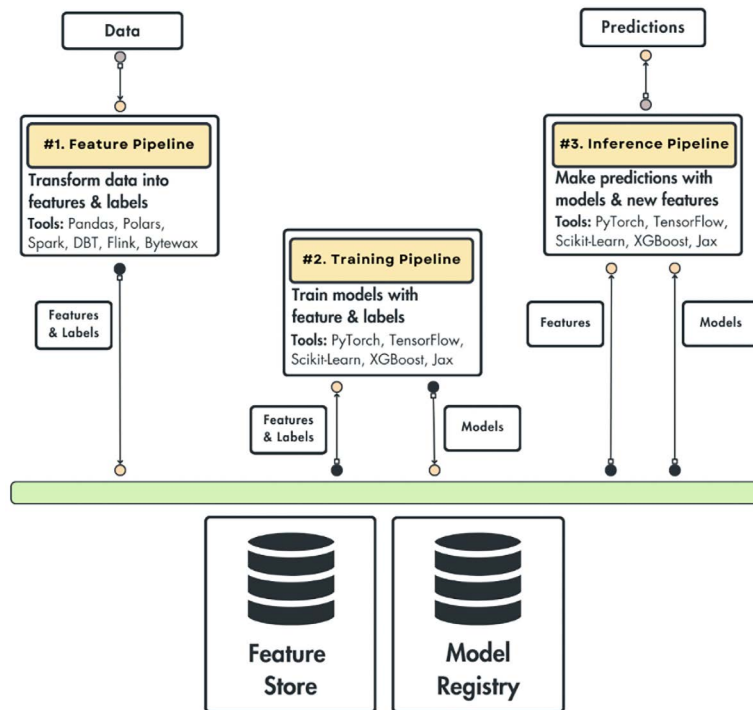 Data
Predictions
#1. Feature Pipeline
Transform data into
features & labels
Tools: Pandas, Polars,
Spark, DBT, Flink, Bytewax
#3. Inference Pipeline
Make predictions with
models & new features
Tools: PyTorch, TensorFlow,
Scikit-Learn, XGBoost, Jax
#2. Training Pipeline
Train models with
feature & labels
Tools: PyTorch, TensorFlow,
Scikit-Learn, XGBoost, Jax
Features
& Labels
Features
Models
Features
& Labels
Models
Feature
Store
Model
Registry